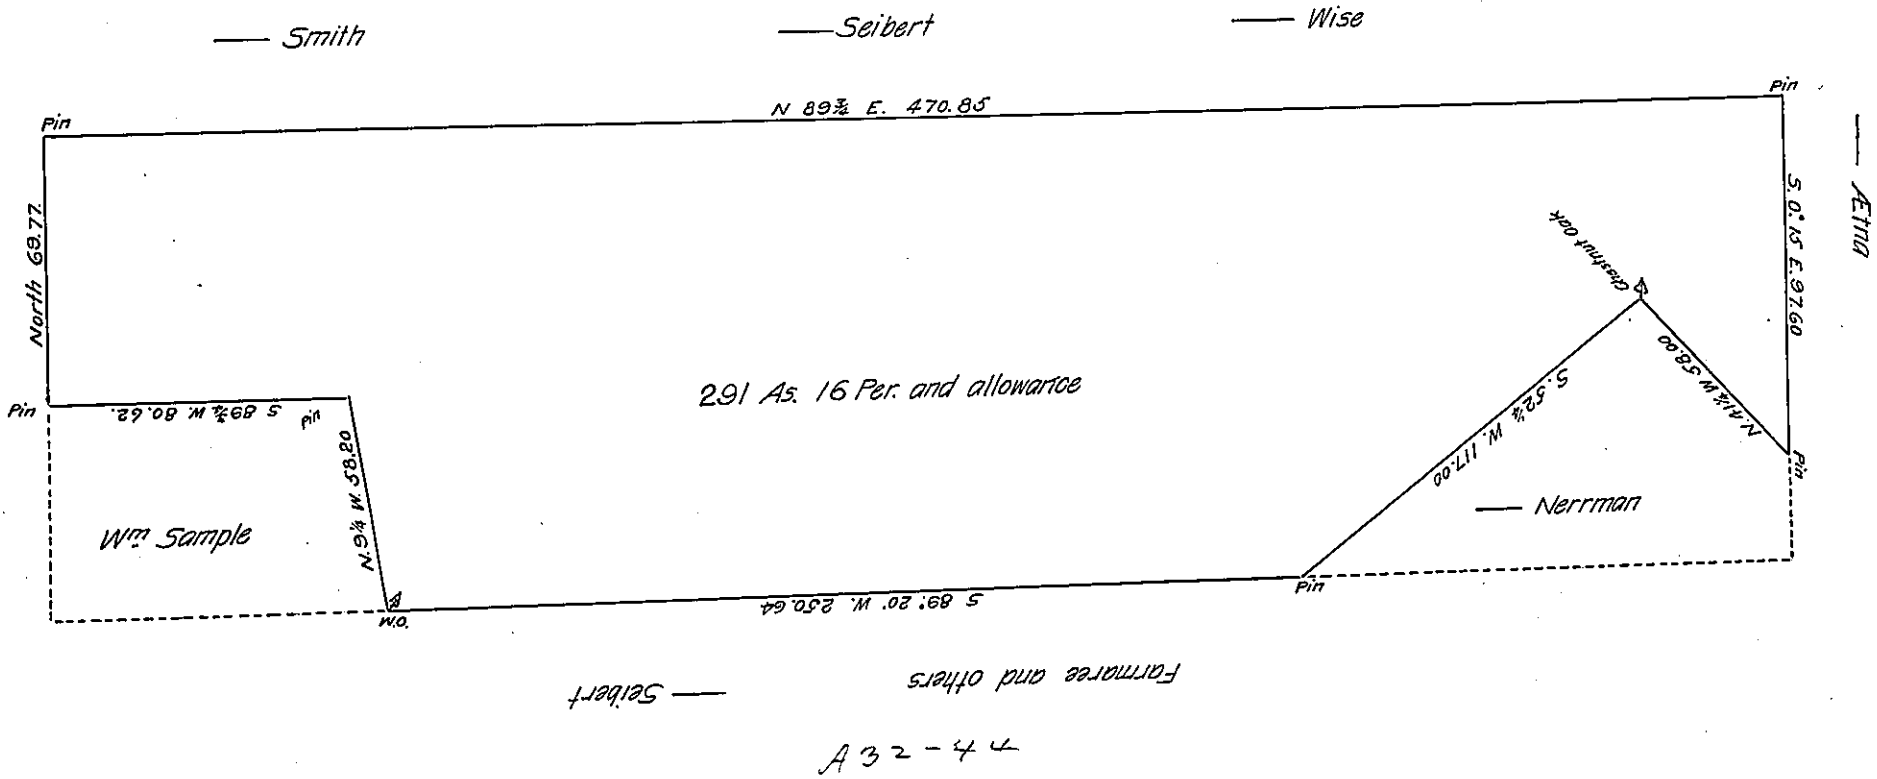 — Smith
— Seibert
— Wise
Pin
N 89¾ E. 470.85
Pin
— Ætna
North 69.77.
S. 0.° 15 E. 97.60
Chestnut Oak
Pin
S 89¾ W. 80.62.
Pin
N. 9¼ W. 58.20
291 As. 16 Per. and allowance
S. 52¼ W. 117.00
N. 41¼ W 58.00
Pin
Wm Sample
— Nerrman
W.O.
S 89.° 20' W. 250.64
Pin
— Seibert
Farmaree and others
A 32-44